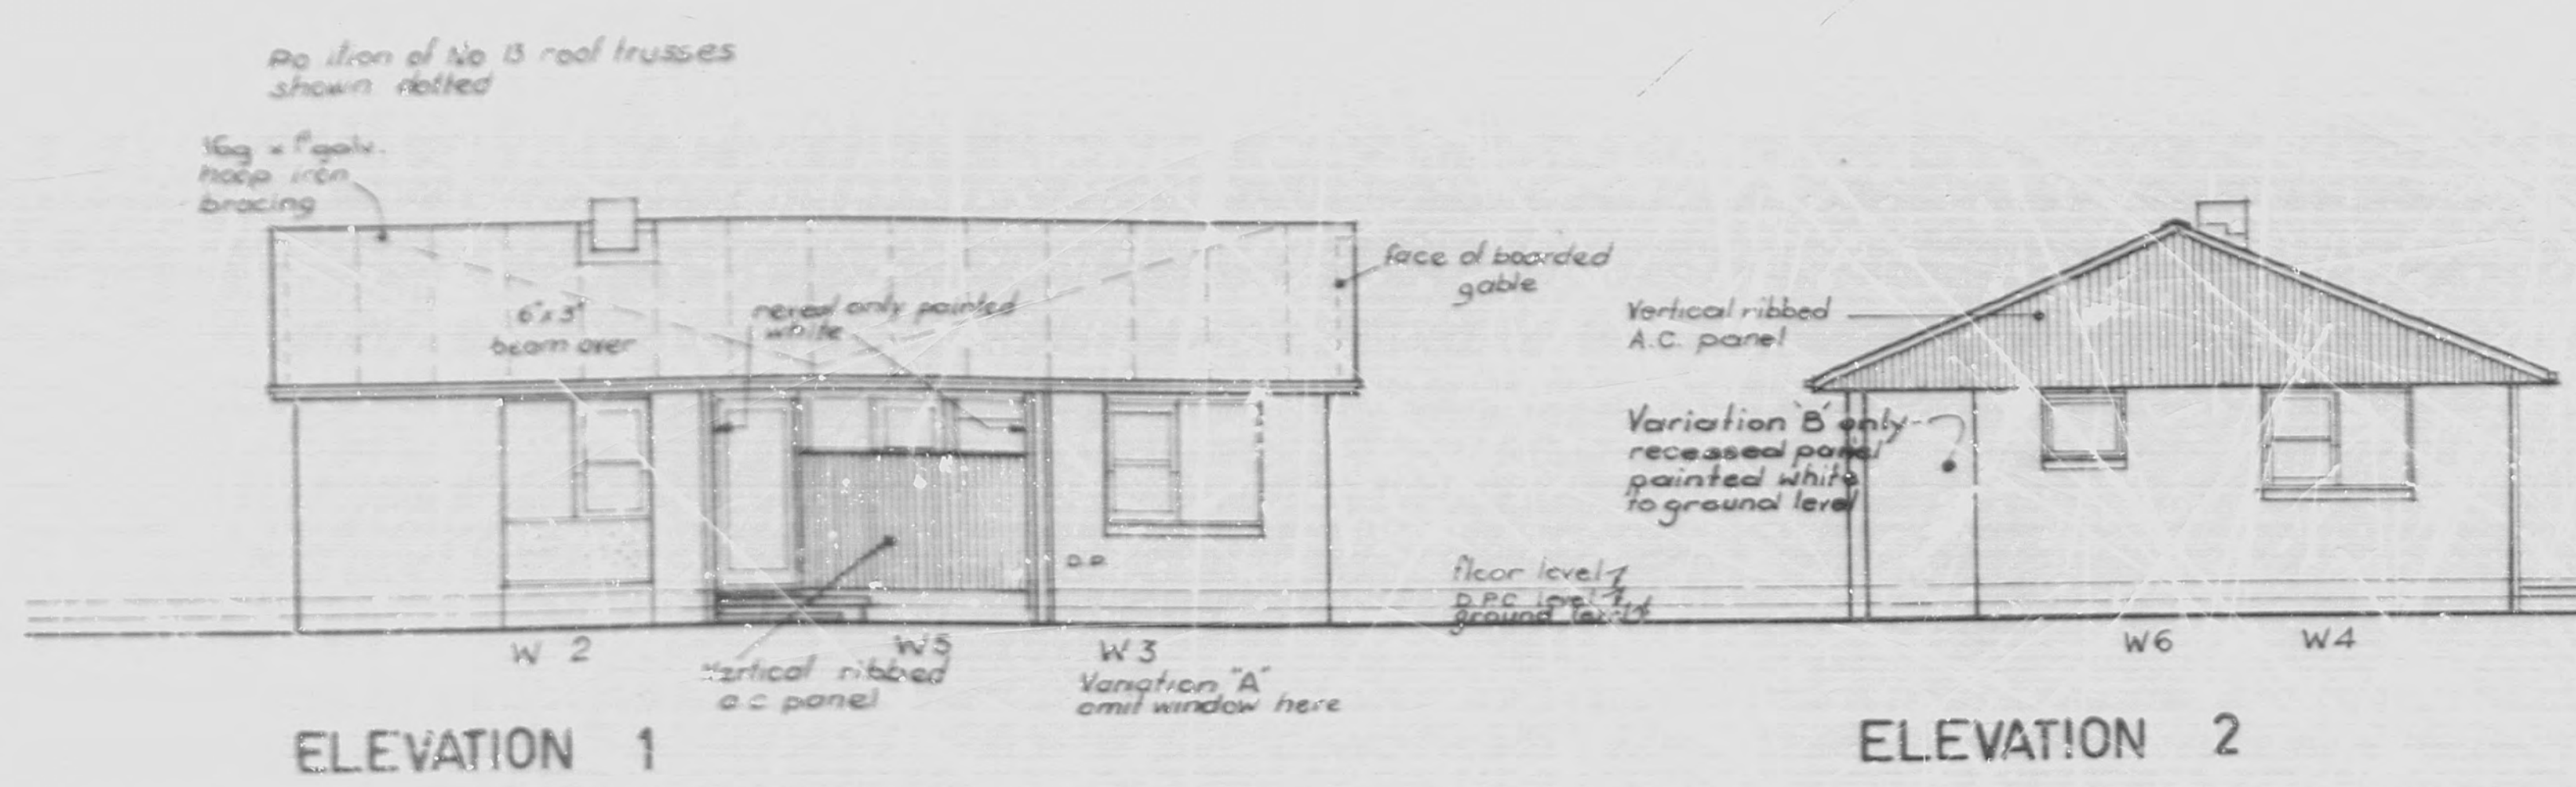 Position of No 13 roof trusses
shown dotted
16g x 1" galv.
hoop iron
bracing
6" x 3"
beam over
reveal only painted
white
face of boarded
gable
Vertical ribbed
A.C. panel
Variation 'B' only
recessed panel
painted white
to ground level
D.P.
floor level
D.P.C. level
ground level
W 2
W5
W 3
Vertical ribbed
a c panel
Variation "A"
omit window here
W6
W4
ELEVATION 1
ELEVATION 2